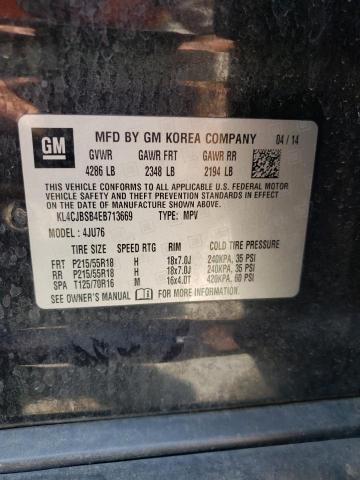 GM
MFD BY GM KOREA COMPANY 04/14
GVWR GAWR FRT GAWR RR
4286 LB 2348 LB 2194 LB
THIS VEHICLE CONFORMS TO ALL APPLICABLE U.S. FEDERAL MOTOR
VEHICLE SAFETY, BUMPER, AND THEFT PREVENTION STANDARDS IN
EFFECT ON THE DATE OF MANUFACTURE SHOWN ABOVE.
KL4CJBSB4EB713669 TYPE: MPV
MODEL : 4JU76
TIRE SIZE SPEED RTG RIM COLD TIRE PRESSURE
FRT P215/55R18 H 18x7.0J 240KPA, 35 PSI
RR P215/55R18 H 18x7.0J 240KPA, 35 PSI
SPA T125/70R16 M 16x4.0T 420KPA, 60 PSI
SEE OWNER'S MANUAL FOR MORE INFORMATION.